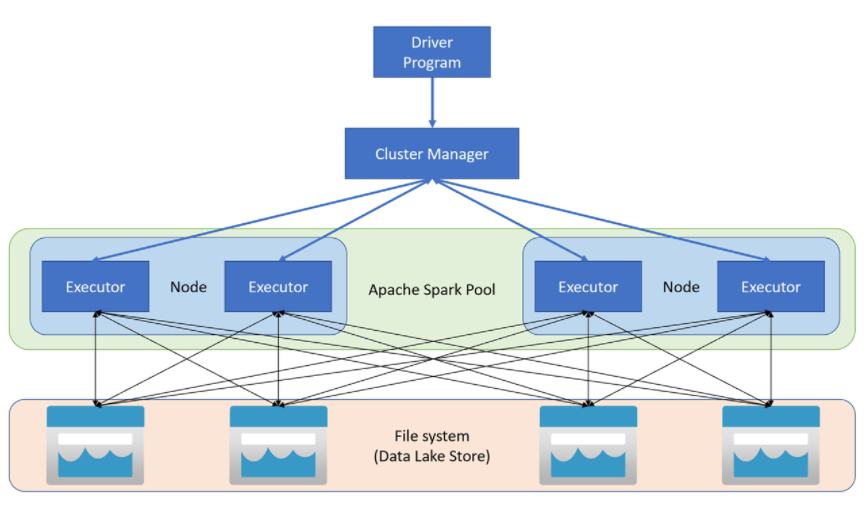 Driver
Program
Cluster Manager
Executor
Node
Executor
Apache Spark Pool
Executor
Node
Executor
File system
(Data Lake Store)